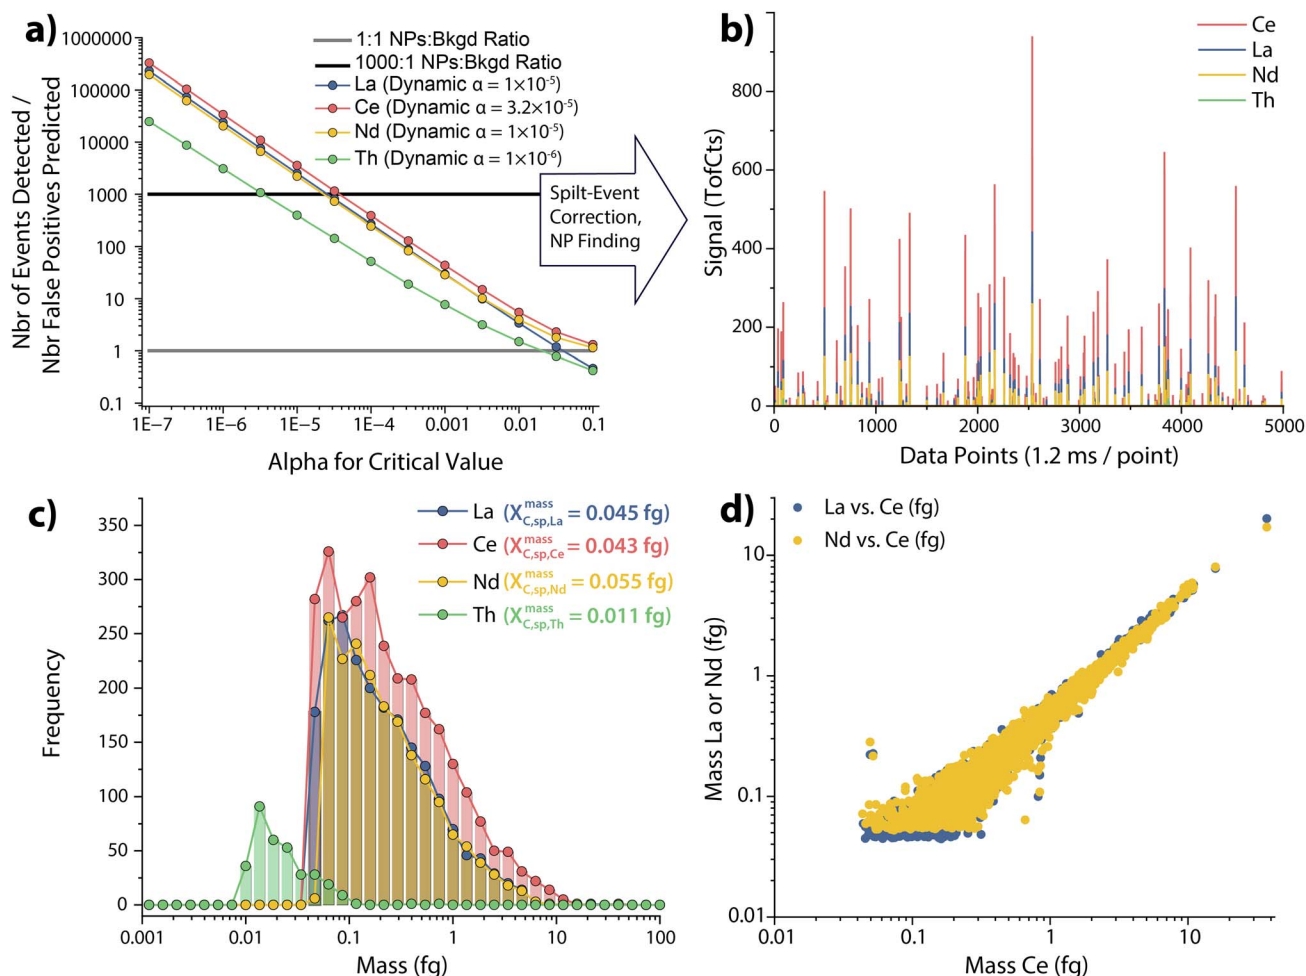 a)
Nbr of Events Detected /
Nbr False Positives Predicted
1000000
100000
10000
1000
100
10
1
0.1
1E−7
1E−6
1E−5
1E−4
0.001
0.01
0.1
Alpha for Critical Value
1:1 NPs:Bkgd Ratio
1000:1 NPs:Bkgd Ratio
La (Dynamic α = 1×10⁻⁵)
Ce (Dynamic α = 3.2×10⁻⁵)
Nd (Dynamic α = 1×10⁻⁵)
Th (Dynamic α = 1×10⁻⁶)
Spilt-Event
Correction,
NP Finding
b)
Signal (TofCts)
800
600
400
200
0
0
1000
2000
3000
4000
5000
Data Points (1.2 ms / point)
Ce
La
Nd
Th
c)
Frequency
350
300
250
200
150
100
50
0
0.001
0.01
0.1
1
10
100
Mass (fg)
La (X mass C,sp,La = 0.045 fg)
Ce (X mass C,sp,Ce = 0.043 fg)
Nd (X mass C,sp,Nd = 0.055 fg)
Th (X mass C,sp,Th = 0.011 fg)
d)
Mass La or Nd (fg)
10
1
0.1
0.01
0.01
0.1
1
10
Mass Ce (fg)
La vs. Ce (fg)
Nd vs. Ce (fg)